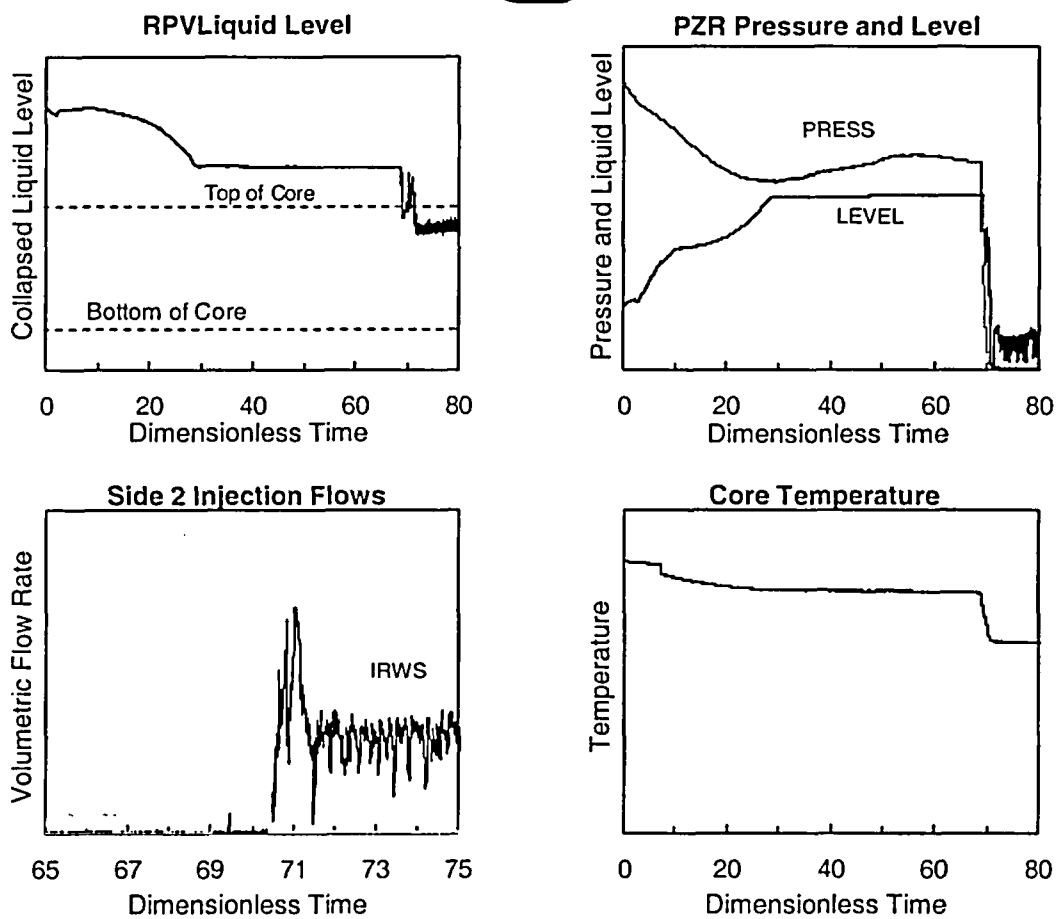 RPVLiquid Level
Collapsed Liquid Level
Top of Core
Bottom of Core
0 20 40 60 80
Dimensionless Time
PZR Pressure and Level
Pressure and Liquid Level
PRESS
LEVEL
0 20 40 60 80
Dimensionless Time
Side 2 Injection Flows
Volumetric Flow Rate
IRWS
65 67 69 71 73 75
Dimensionless Time
Core Temperature
Temperature
0 20 40 60 80
Dimensionless Time